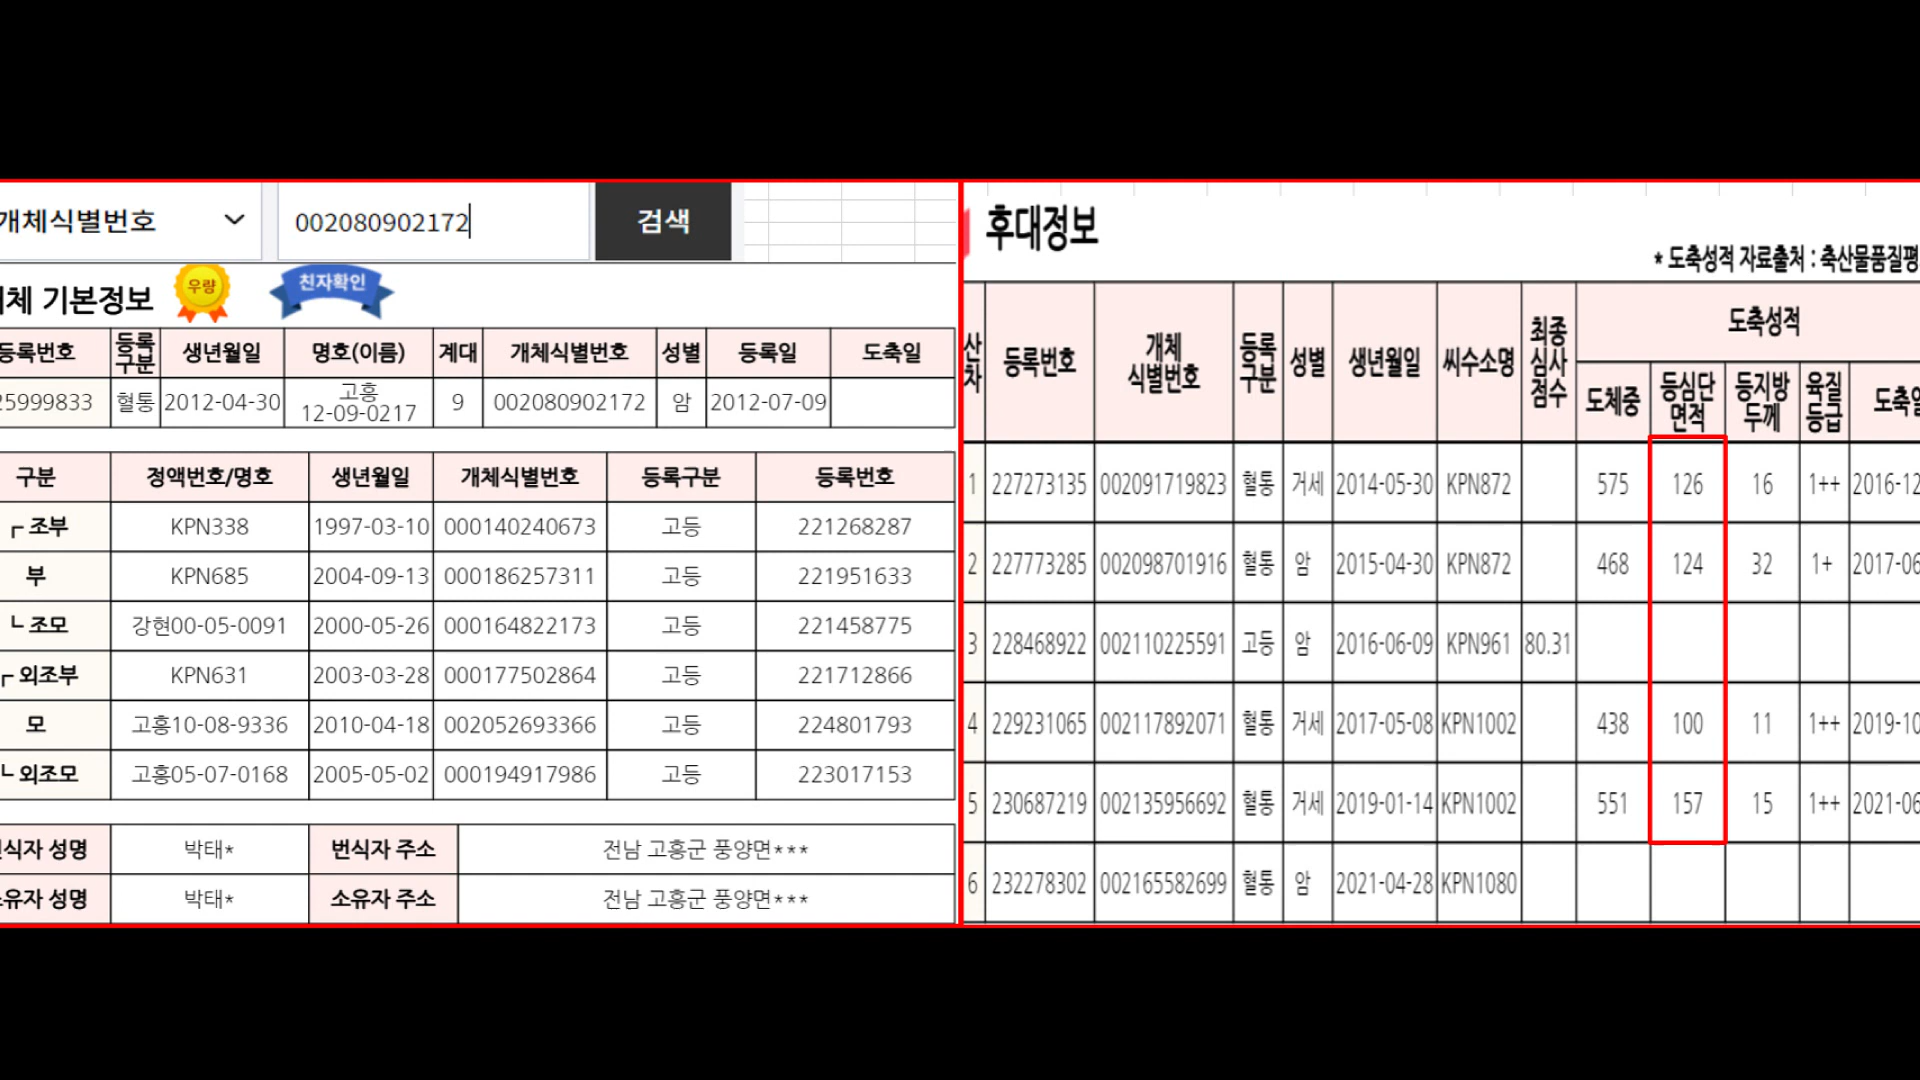 개체식별번호 002080902172 검색
체 기본정보 우량 친자확인
등록번호 등록구분 생년월일 명호(이름) 계대 개체식별번호 성별 등록일 도축일
25999833 혈통 2012-04-30 고흥 12-09-0217 9 002080902172 암 2012-07-09
구분 정액번호/명호 생년월일 개체식별번호 등록구분 등록번호
┌ 조부 KPN338 1997-03-10 000140240673 고등 221268287
부 KPN685 2004-09-13 000186257311 고등 221951633
└ 조모 강현00-05-0091 2000-05-26 000164822173 고등 221458775
┌ 외조부 KPN631 2003-03-28 000177502864 고등 221712866
모 고흥10-08-9336 2010-04-18 002052693366 고등 224801793
└ 외조모 고흥05-07-0168 2005-05-02 000194917986 고등 223017153
식자 성명 박태* 번식자 주소 전남 고흥군 풍양면***
유자 성명 박태* 소유자 주소 전남 고흥군 풍양면***
후대정보
* 도축성적 자료출처 : 축산물품질평
산차 등록번호 개체 식별번호 등록구분 성별 생년월일 씨수소명 최종심사점수 도축성적
도체중 등심단면적 등지방두께 육질등급 도축일
1 227273135 002091719823 혈통 거세 2014-05-30 KPN872 575 126 16 1++ 2016-12
2 227773285 002098701916 혈통 암 2015-04-30 KPN872 468 124 32 1+ 2017-06
3 228468922 002110225591 고등 암 2016-06-09 KPN961 80.31
4 229231065 002117892071 혈통 거세 2017-05-08 KPN1002 438 100 11 1++ 2019-10
5 230687219 002135956692 혈통 거세 2019-01-14 KPN1002 551 157 15 1++ 2021-06
6 232278302 002165582699 혈통 암 2021-04-28 KPN1080